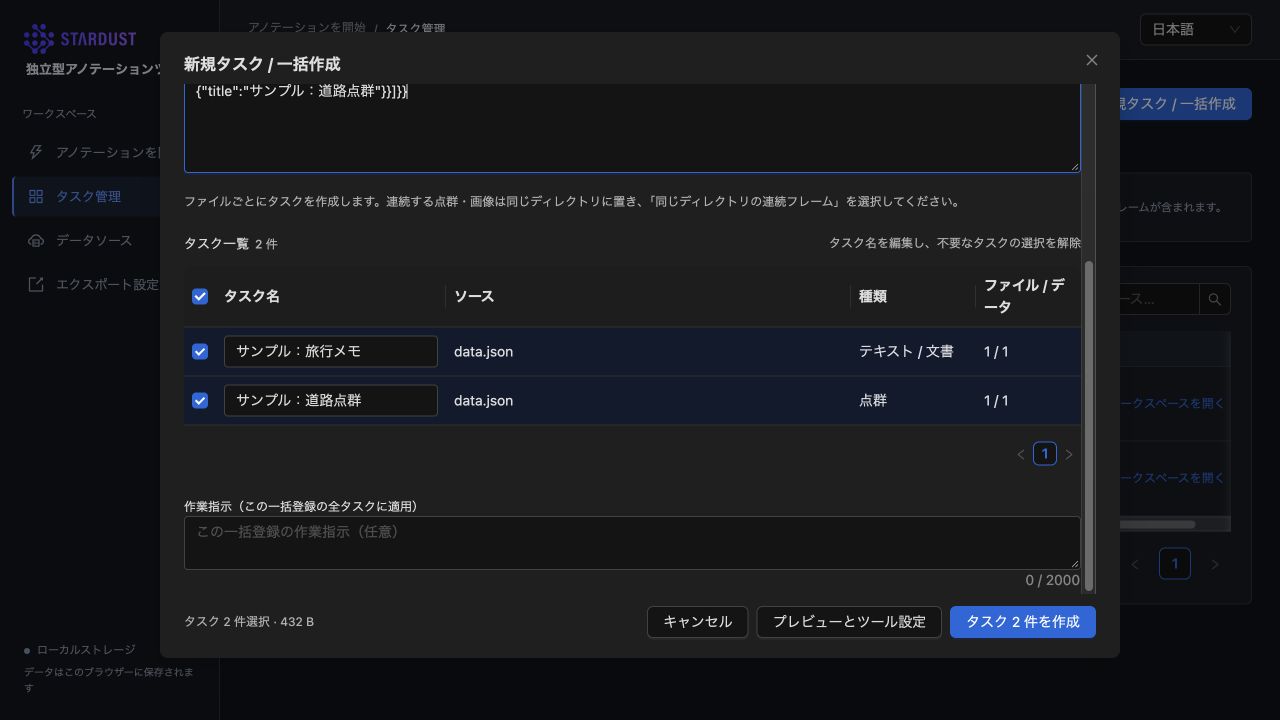 STARDUST
独立型アノテーションツ
ワークスペース
アノテーションを
タスク管理
データソース
エクスポート設定
ローカルストレージ
データはこのブラウザーに保存されま
す
アノテーションを開始 / タスク管理
日本語
新規タスク / 一括作成
{"title":"サンプル：道路点群"}}]}}
ファイルごとにタスクを作成します。連続する点群・画像は同じディレクトリに置き、「同じディレクトリの連続フレーム」を選択してください。
タスク一覧 2 件
タスク名を編集し、不要なタスクの選択を解除
タスク名 ソース 種類 ファイル / デ
ータ
サンプル：旅行メモ data.json テキスト / 文書 1 / 1
サンプル：道路点群 data.json 点群 1 / 1
1
作業指示（この一括登録の全タスクに適用）
この一括登録の作業指示（任意）
0 / 2000
タスク 2 件選択 · 432 B
キャンセル
プレビューとツール設定
タスク 2 件を作成
タスク / 一括作成
レームが含まれます。
ース...
ークスペースを開く
ークスペースを開く
1